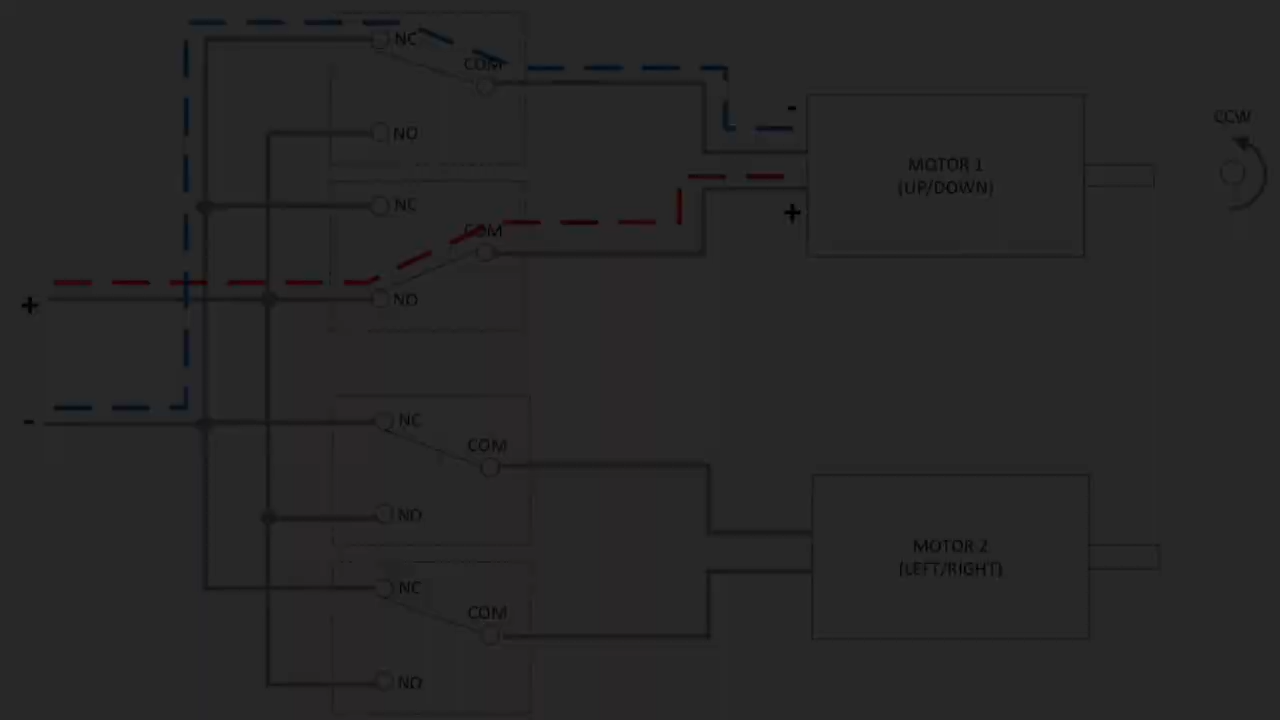 NC
COM
NO
-
CCW
MOTOR 1
(UP/DOWN)
NC
COM
NO
+
+
-
NC
COM
NO
MOTOR 2
(LEFT/RIGHT)
NC
COM
NO